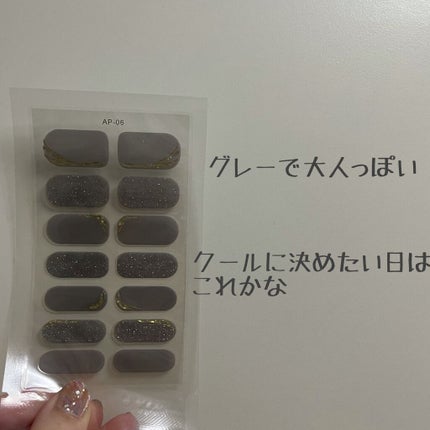 AP-06
グレーで大人っぽい
クールに決めたい日は
これかな